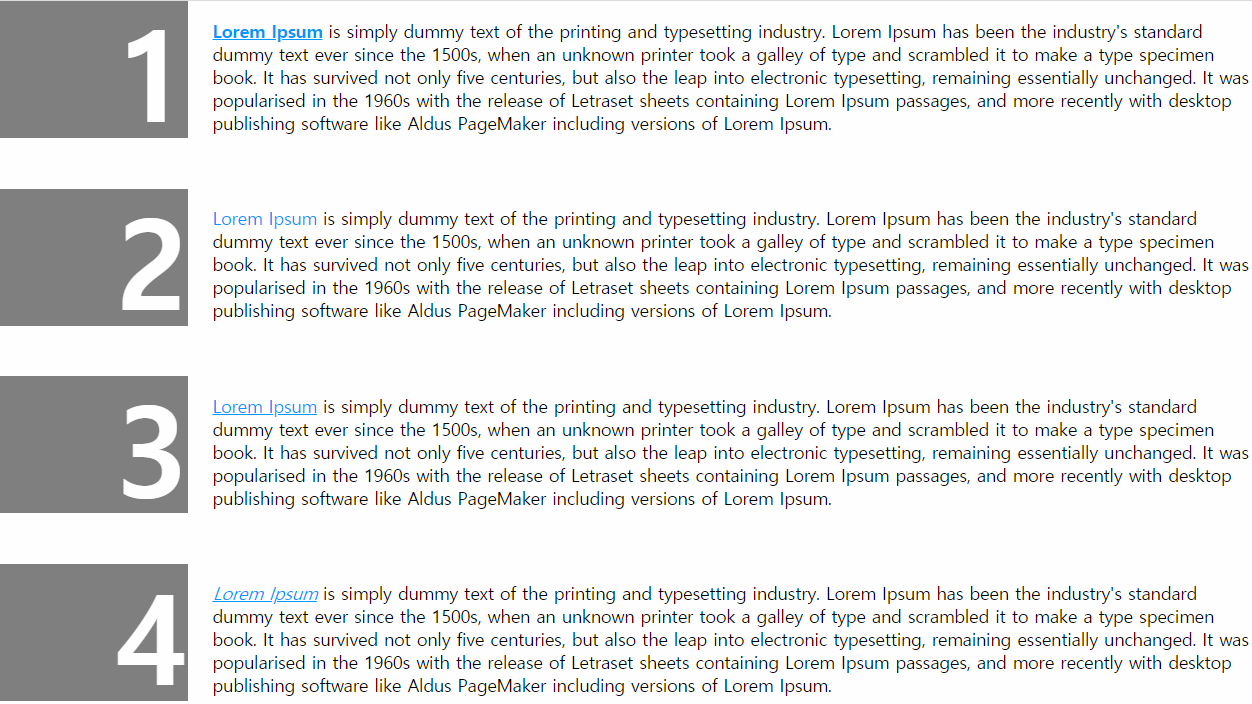 1
Lorem Ipsum is simply dummy text of the printing and typesetting industry. Lorem Ipsum has been the industry's standard
dummy text ever since the 1500s, when an unknown printer took a galley of type and scrambled it to make a type specimen
book. It has survived not only five centuries, but also the leap into electronic typesetting, remaining essentially unchanged. It was
popularised in the 1960s with the release of Letraset sheets containing Lorem Ipsum passages, and more recently with desktop
publishing software like Aldus PageMaker including versions of Lorem Ipsum.
2
Lorem Ipsum is simply dummy text of the printing and typesetting industry. Lorem Ipsum has been the industry's standard
dummy text ever since the 1500s, when an unknown printer took a galley of type and scrambled it to make a type specimen
book. It has survived not only five centuries, but also the leap into electronic typesetting, remaining essentially unchanged. It was
popularised in the 1960s with the release of Letraset sheets containing Lorem Ipsum passages, and more recently with desktop
publishing software like Aldus PageMaker including versions of Lorem Ipsum.
3
Lorem Ipsum is simply dummy text of the printing and typesetting industry. Lorem Ipsum has been the industry's standard
dummy text ever since the 1500s, when an unknown printer took a galley of type and scrambled it to make a type specimen
book. It has survived not only five centuries, but also the leap into electronic typesetting, remaining essentially unchanged. It was
popularised in the 1960s with the release of Letraset sheets containing Lorem Ipsum passages, and more recently with desktop
publishing software like Aldus PageMaker including versions of Lorem Ipsum.
4
Lorem Ipsum is simply dummy text of the printing and typesetting industry. Lorem Ipsum has been the industry's standard
dummy text ever since the 1500s, when an unknown printer took a galley of type and scrambled it to make a type specimen
book. It has survived not only five centuries, but also the leap into electronic typesetting, remaining essentially unchanged. It was
popularised in the 1960s with the release of Letraset sheets containing Lorem Ipsum passages, and more recently with desktop
publishing software like Aldus PageMaker including versions of Lorem Ipsum.